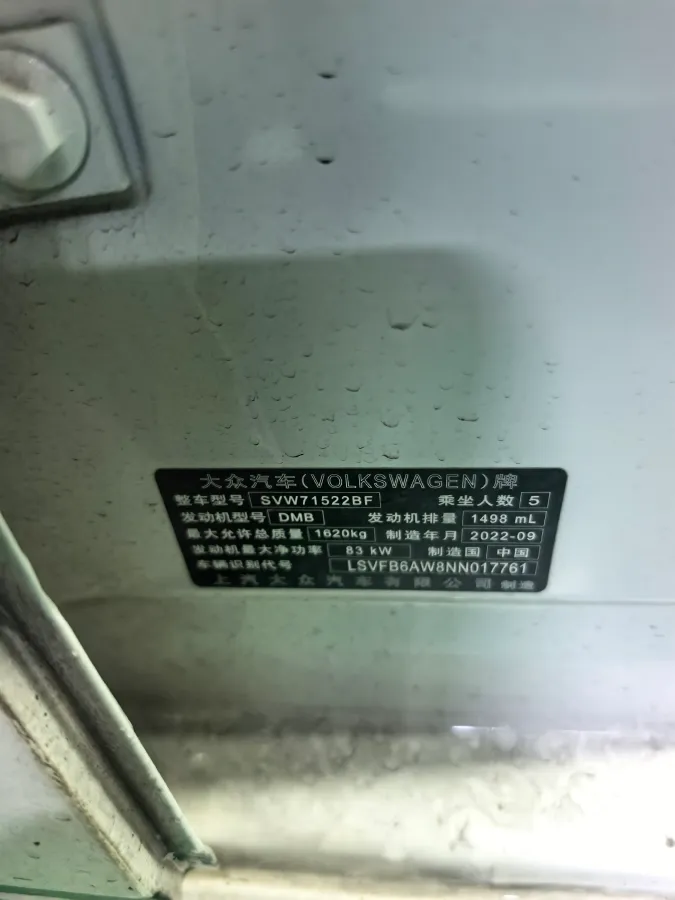 大众汽车(VOLKSWAGEN)牌
整车型号 SVW71522BF 乘坐人数 5
发动机型号 DMB 发动机排量 1498 mL
最大允许总质量 1620kg 制造年月 2022-09
发动机最大净功率 83 kW 制造国 中国
车辆识别代号 LSVFB6AW8NN017761
上汽大众汽车有限公司 制造